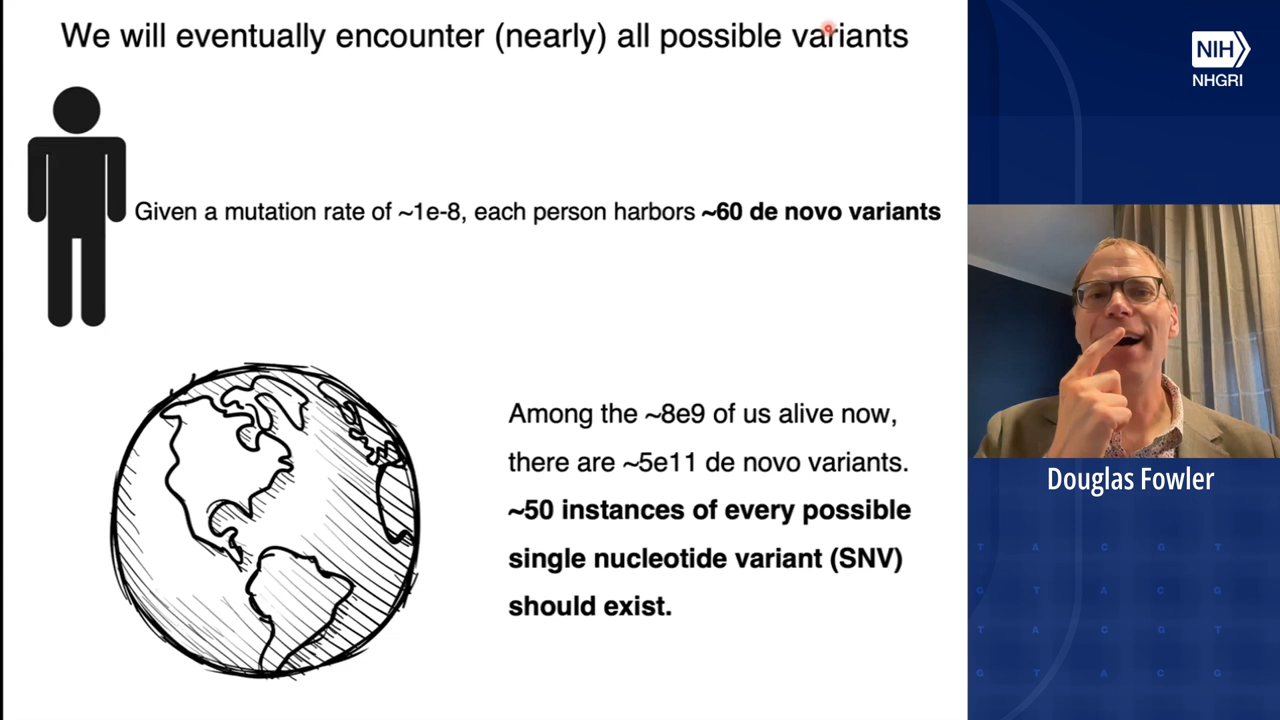 We will eventually encounter (nearly) all possible variants
NIH
NHGRI
Given a mutation rate of ~1e-8, each person harbors ~60 de novo variants
Among the ~8e9 of us alive now,
there are ~5e11 de novo variants.
~50 instances of every possible
single nucleotide variant (SNV)
should exist.
Douglas Fowler
T A C G T
G T A C G T
T A C G T
G T A C G T